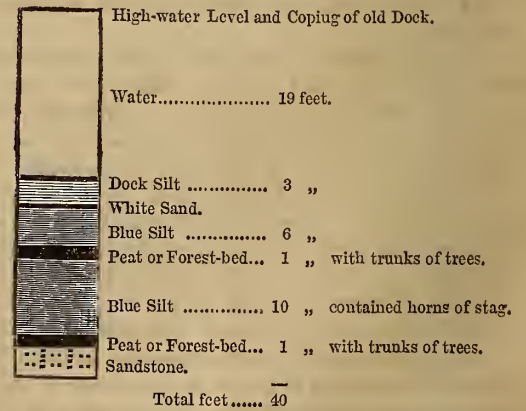 High-water Level and Copiug of old Dock.
Water..................... 19 feet.
Dock Silt ............... 3 „
White Sand.
Blue Silt ............... 6 „
Peat or Forest-bed... 1 „ with trunks of trees.
Blue Silt ............... 10 „ contained horns of stag.
Peat or Forest-bed... 1 „ with trunks of trees.
Sandstone.
Total feet...... 40